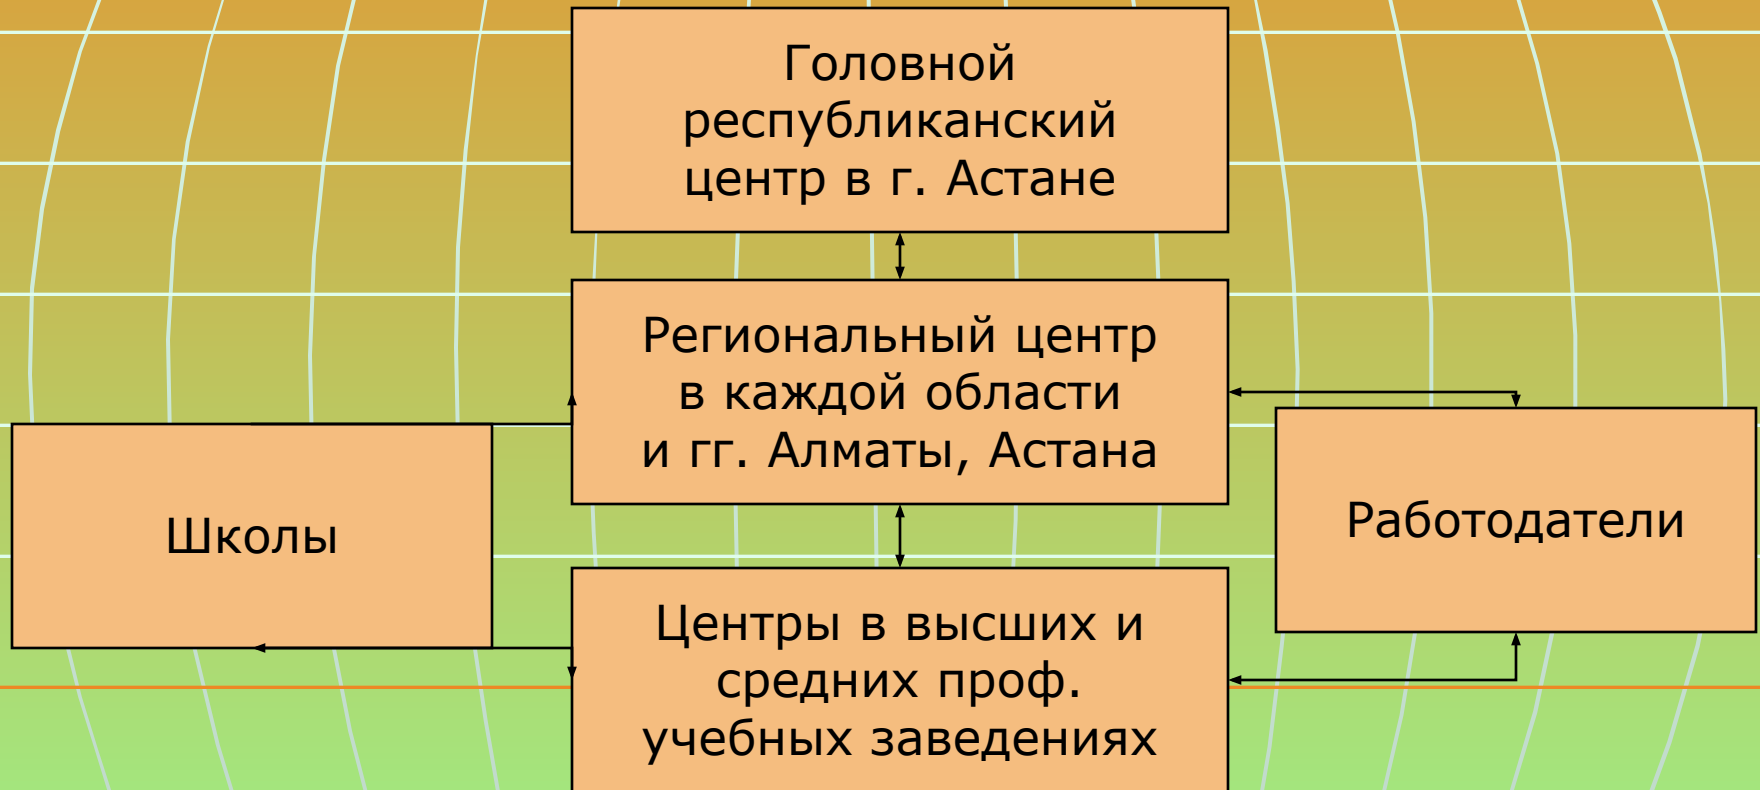 Головной
республиканский
центр в г. Астане
Региональный центр
в каждой области
и гг. Алматы, Астана
Школы
Работодатели
Центры в высших и
средних проф.
учебных заведениях